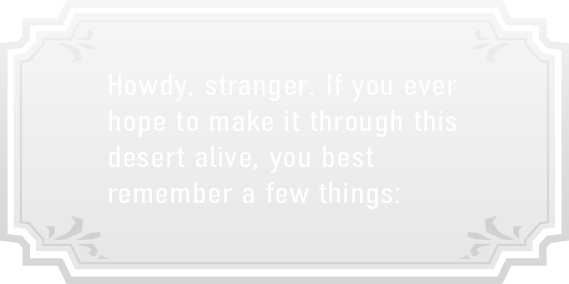 Howdy, stranger. If you ever
hope to make it through this
desert alive, you best
remember a few things: